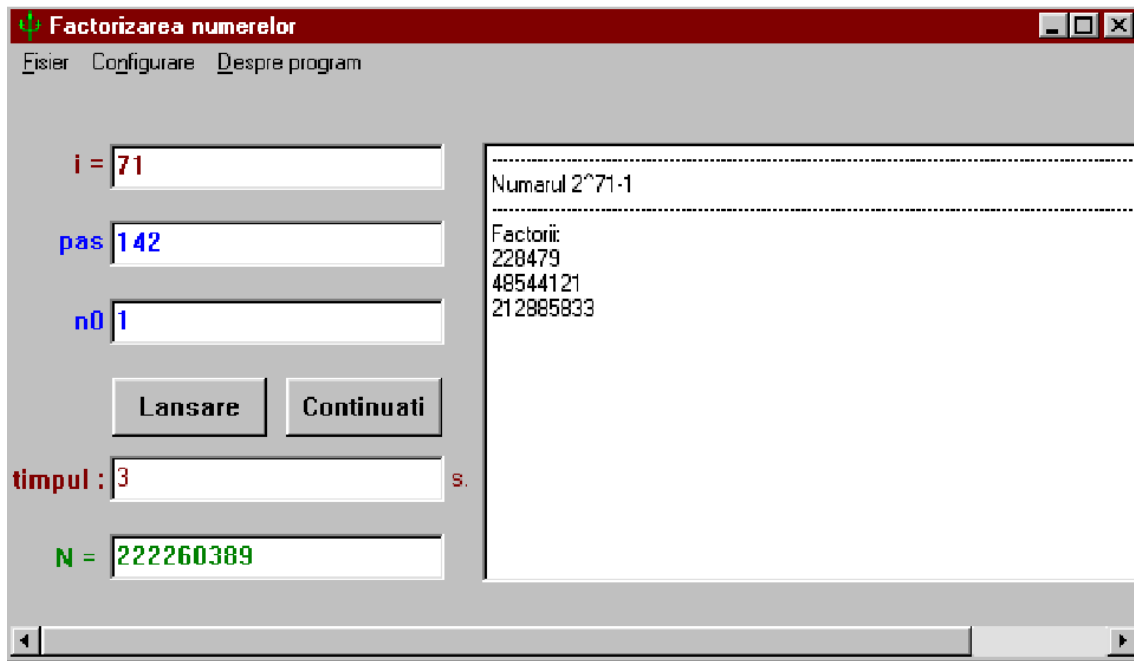 Factorizarea numerelor
Fisier Configurare Despre program
i = 71
pas 142
n0 1
Lansare Continuati
timpul : 3 s.
N = 222260389
Numarul 2^71-1
Factorii:
228479
48544121
212885833